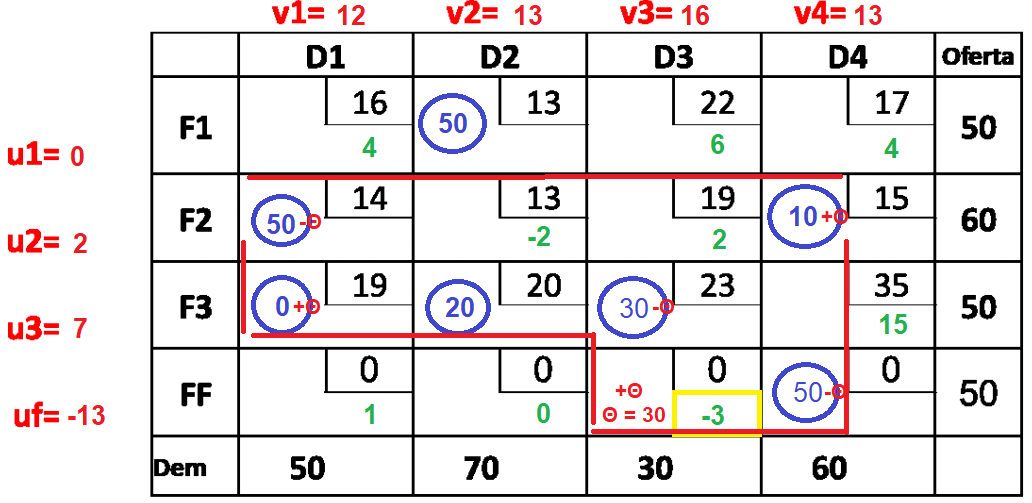 v1= 12 v2= 13 v3= 16 v4= 13
D1 D2 D3 D4 Oferta
F1 16 50 13 22 17 50
u1= 0 4 6 4
F2 50 -Θ 14 13 19 10 +Θ 15 60
u2= 2 -2 2
F3 0 +Θ 19 20 20 30 -Θ 23 35 50
u3= 7 15
FF 0 0 +Θ 0 50 -Θ 0 50
uf= -13 1 0 Θ = 30 -3
Dem 50 70 30 60